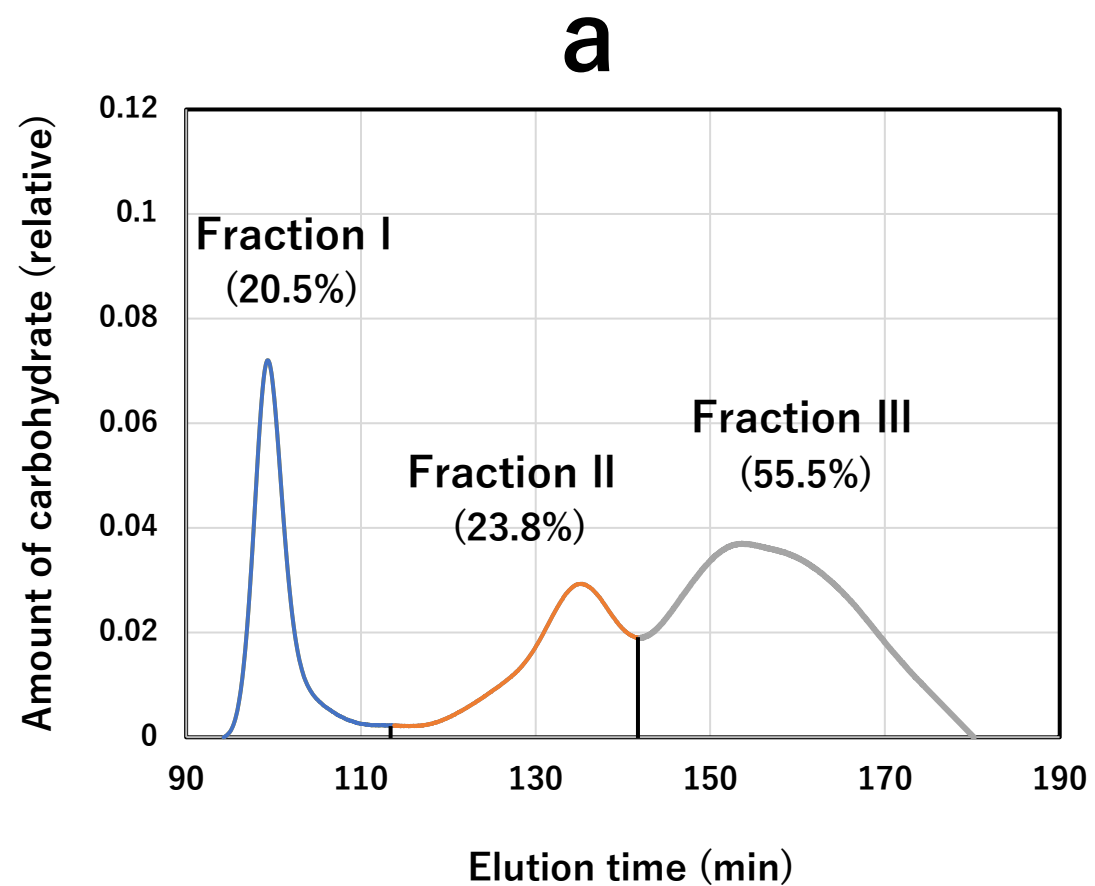 a
Amount of carbohydrate (relative)
0.12
0.1
0.08
0.06
0.04
0.02
0
Fraction I
(20.5%)
Fraction II
(23.8%)
Fraction III
(55.5%)
90 110 130 150 170 190
Elution time (min)